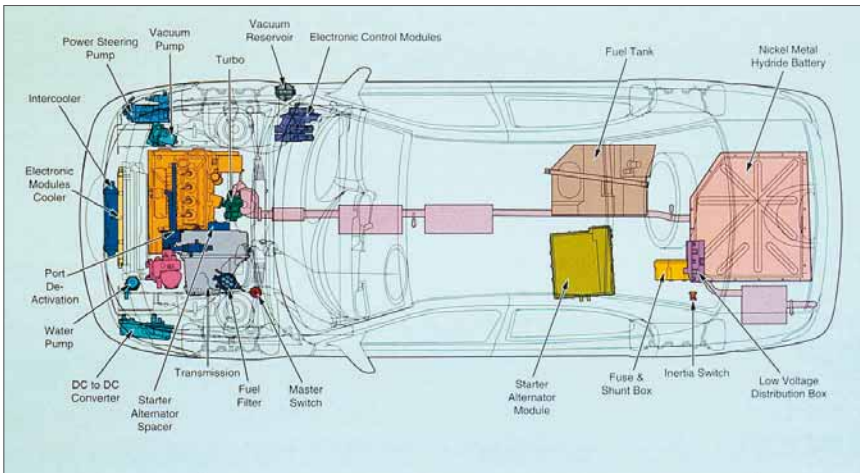 Power Steering
Pump
Vacuum
Pump
Turbo
Vacuum
Reservoir
Electronic Control Modules
Fuel Tank
Nickel Metal
Hydride Battery
Intercooler
Electronic
Modules
Cooler
Port
De-
Activation
Water
Pump
DC to DC
Converter
Starter
Alternator
Spacer
Transmission
Fuel
Filter
Master
Switch
Starter
Alternator
Module
Fuse &
Shunt Box
Inertia Switch
Low Voltage
Distribution Box